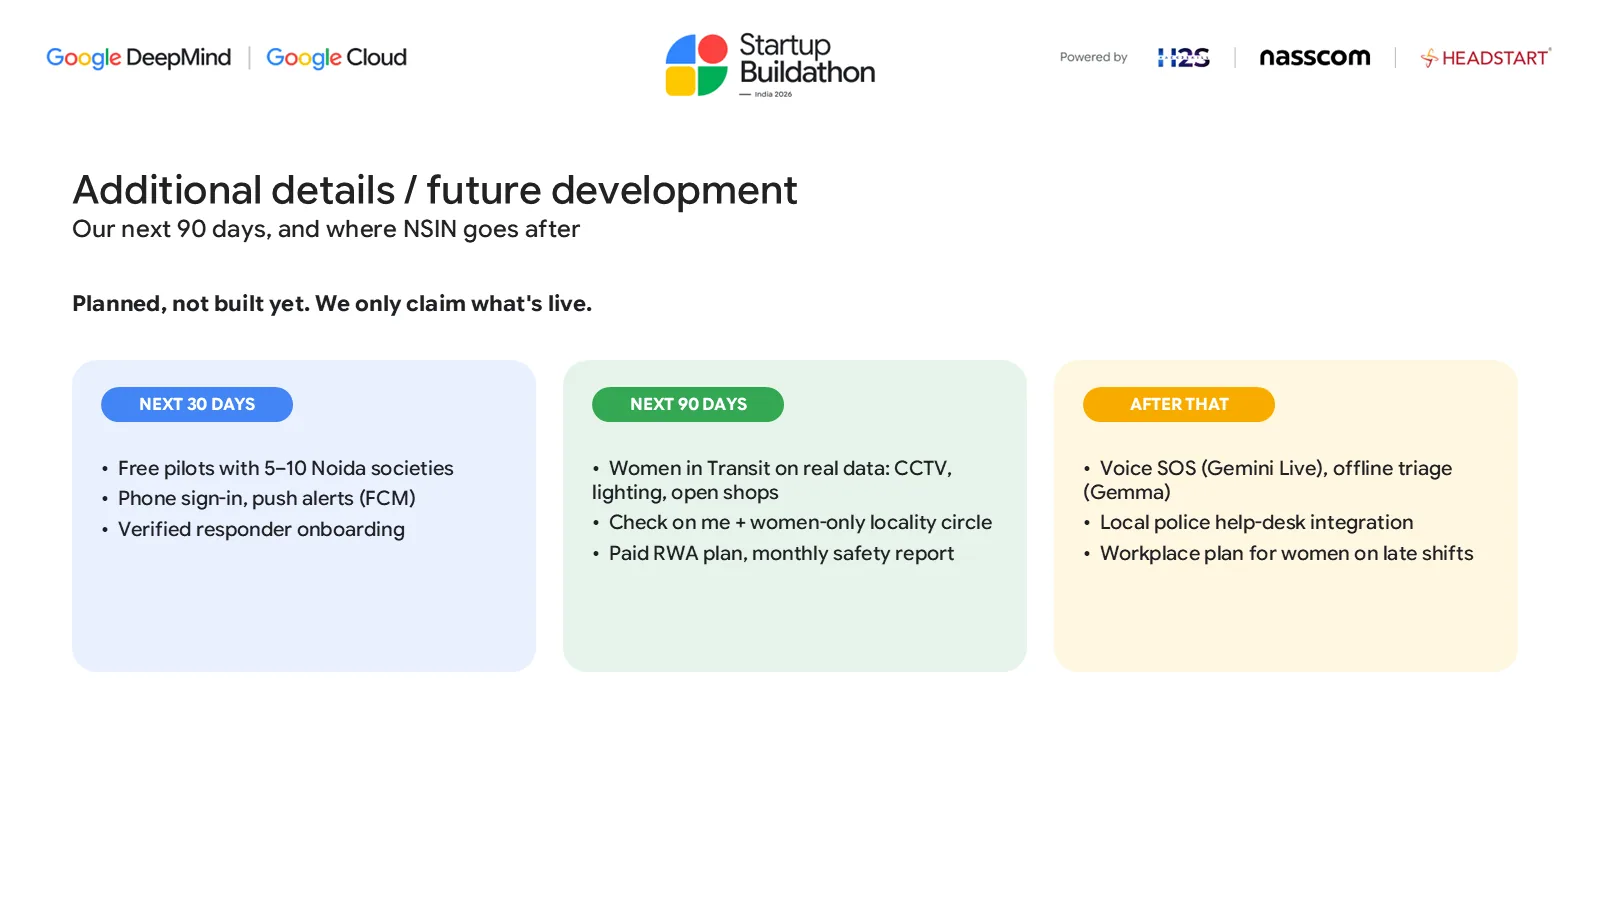 Google DeepMind | Google Cloud
Startup
Buildathon
— India 2026
Powered by H2S | nasscom | HEADSTART®
Additional details / future development
Our next 90 days, and where NSIN goes after
Planned, not built yet. We only claim what's live.
NEXT 30 DAYS
• Free pilots with 5–10 Noida societies
• Phone sign-in, push alerts (FCM)
• Verified responder onboarding
NEXT 90 DAYS
• Women in Transit on real data: CCTV,
lighting, open shops
• Check on me + women-only locality circle
• Paid RWA plan, monthly safety report
AFTER THAT
• Voice SOS (Gemini Live), offline triage
(Gemma)
• Local police help-desk integration
• Workplace plan for women on late shifts